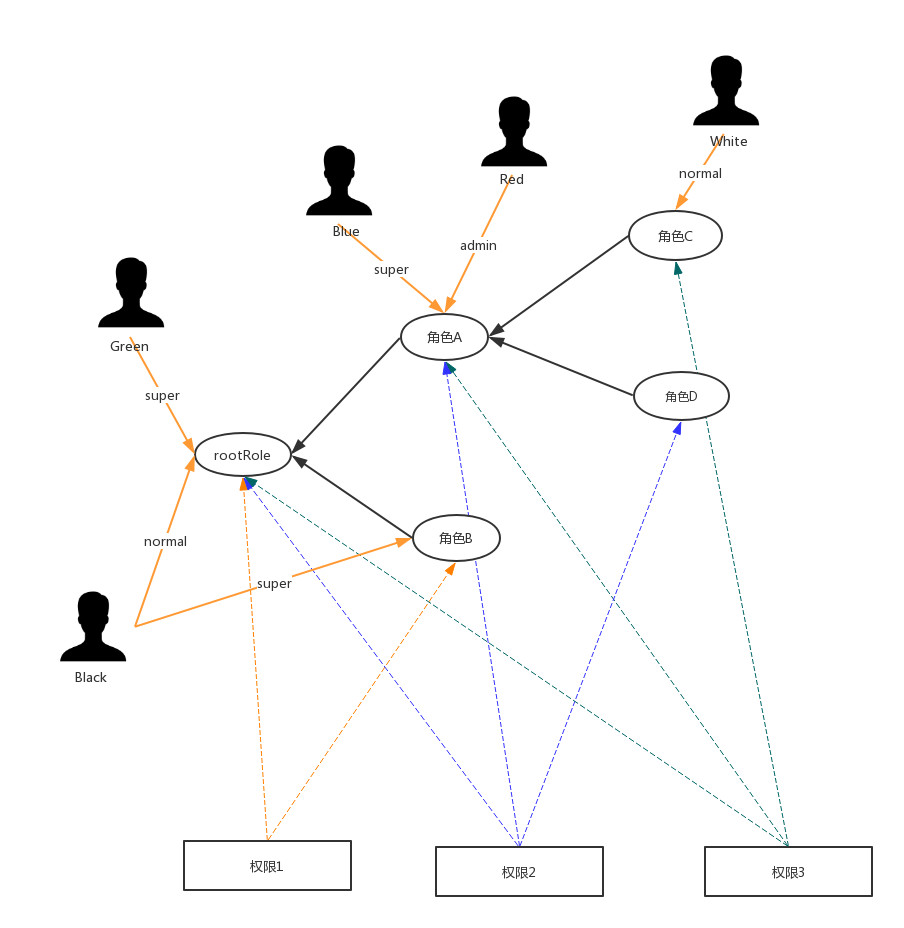 White
normal
Red
Blue
admin
角色C
super
Green
角色A
super
角色D
rootRole
normal
角色B
super
Black
权限1
权限2
权限3